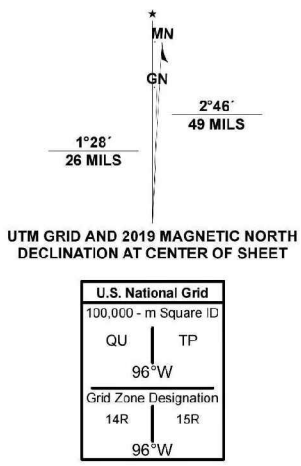 MN
GN
2°46´
49 MILS
1°28´
26 MILS
UTM GRID AND 2019 MAGNETIC NORTH
DECLINATION AT CENTER OF SHEET
U.S. National Grid
100,000 - m Square ID
QU TP
96°W
Grid Zone Designation
14R 15R
96°W